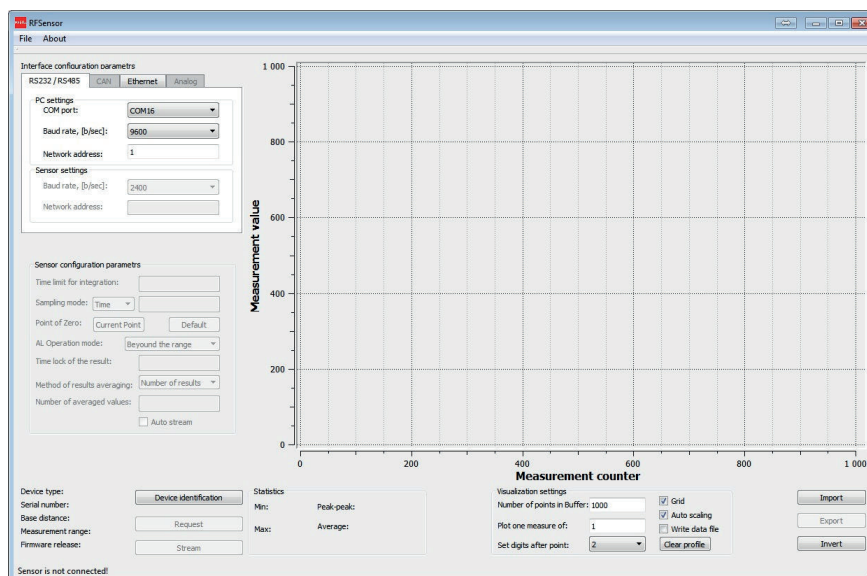 RFSensor
File About
Interface configuration parametrs
RS232 / RS485 CAN Ethernet Analog
PC settings
COM port: COM16
Baud rate, [b/sec]: 9600
Network address: 1
Sensor settings
Baud rate, [b/sec]: 2400
Network address:
Sensor configuration parametrs
Time limit for integration:
Sampling mode: Time
Point of Zero: Current Point Default
AL Operation mode: Beyound the range
Time lock of the result:
Method of results averaging: Number of results
Number of averaged values:
Auto stream
Measurement value
1 000
800
600
400
200
0
0 200 400 600 800 1 000
Measurement counter
Device type:
Serial number:
Base distance:
Measurement range:
Firmware release:
Device identification
Request
Stream
Statistics
Min: Peak-peak:
Max: Average:
Visualization settings
Number of points in Buffer: 1000
Plot one measure of: 1
Set digits after point: 2
Grid
Auto scaling
Write data file
Clear profile
Import
Export
Invert
Sensor is not connected!